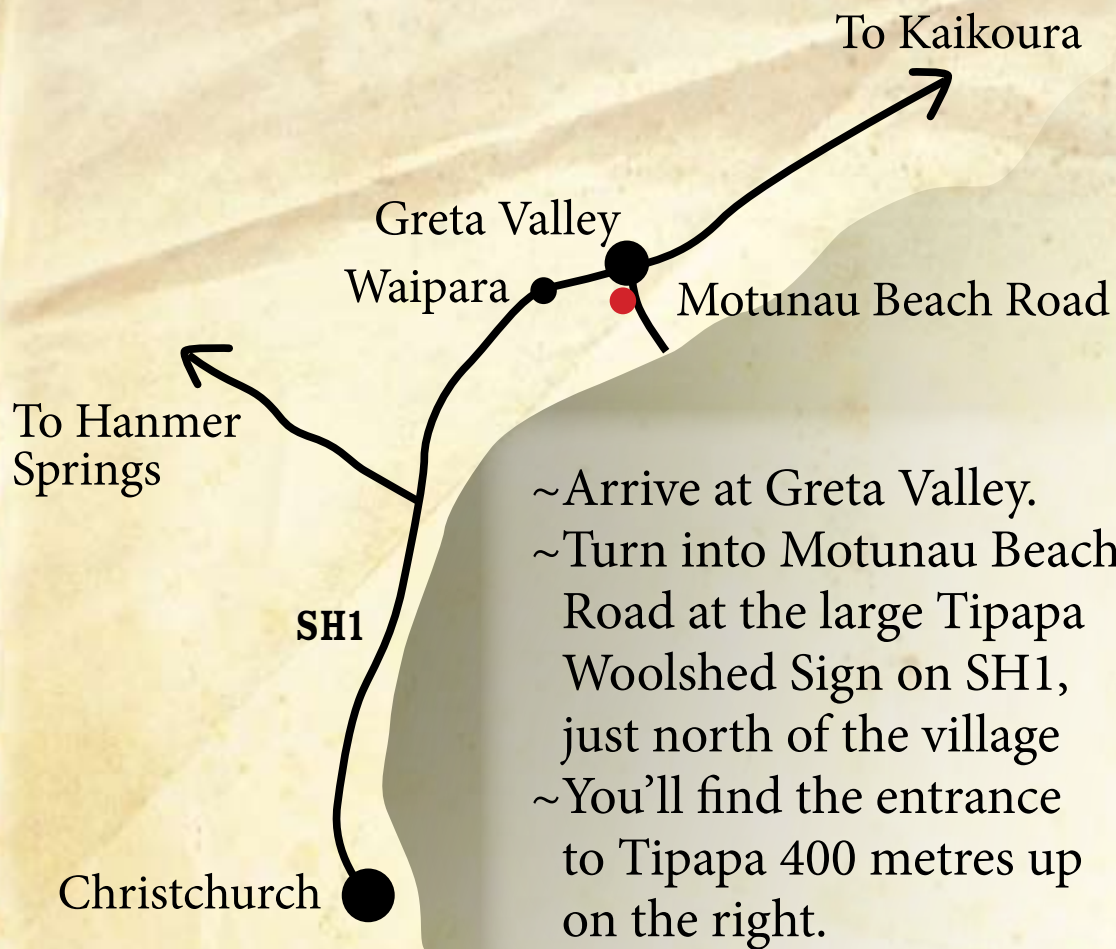 To Kaikoura
Greta Valley
Waipara
Motunau Beach Road
To Hanmer
Springs
~Arrive at Greta Valley.
~Turn into Motunau Beach
Road at the large Tipapa
Woolshed Sign on SH1,
just north of the village
~You'll find the entrance
to Tipapa 400 metres up
on the right.
SH1
Christchurch